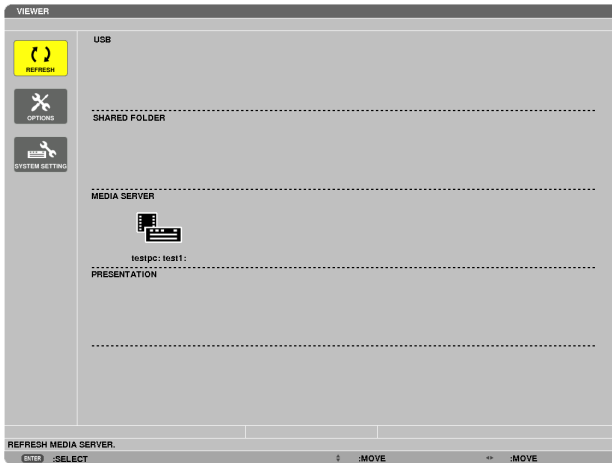 VIEWER
USB
REFRESH
OPTIONS
SHARED FOLDER
SYSTEM SETTING
MEDIA SERVER
testpc: test1:
PRESENTATION
REFRESH MEDIA SERVER.
ENTER :SELECT :MOVE :MOVE